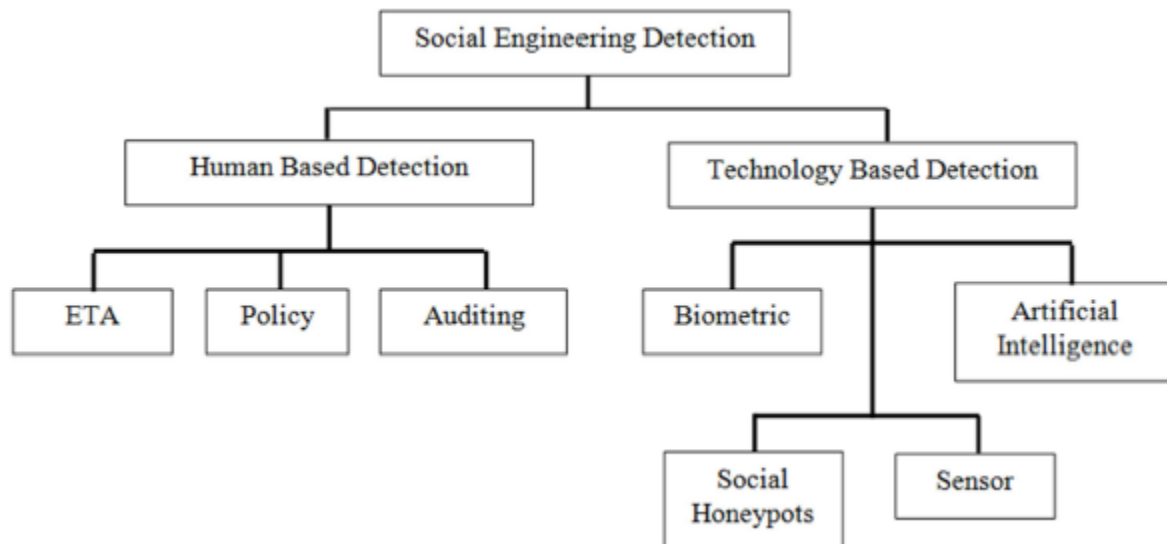 Social Engineering Detection
Human Based Detection
Technology Based Detection
ETA
Policy
Auditing
Biometric
Artificial
Intelligence
Social
Honeypots
Sensor